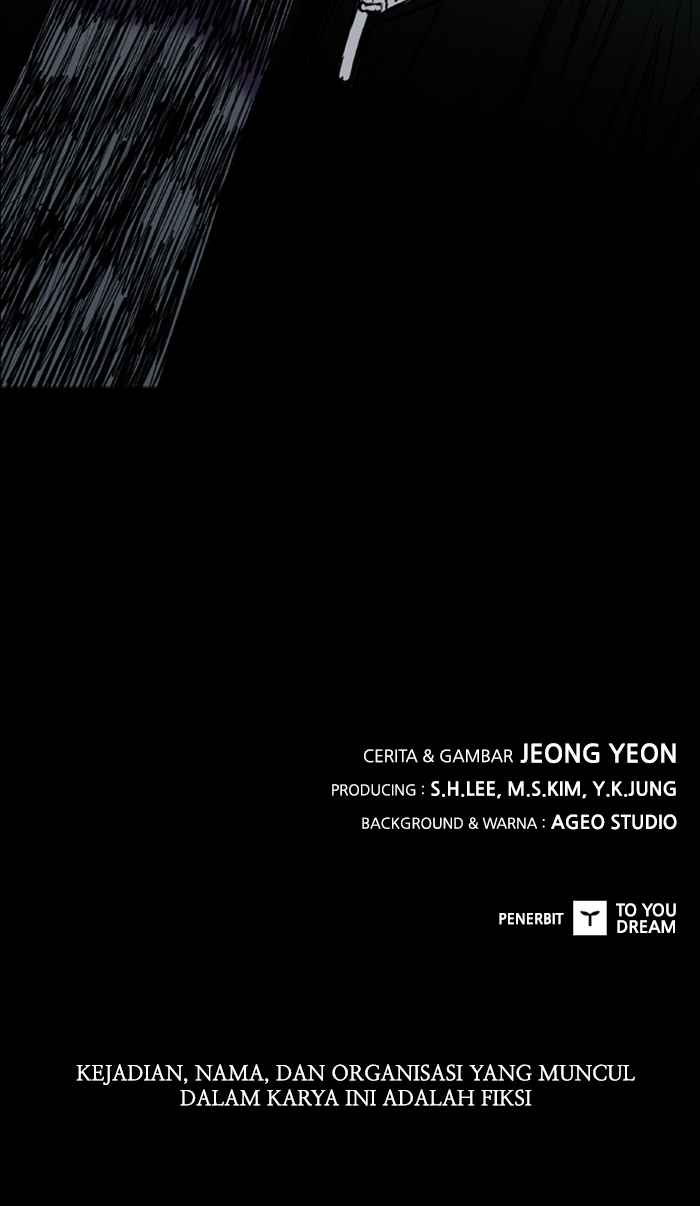 CERITA & GAMBAR JEONG YEON
PRODUCING : S.H.LEE, M.S.KIM, Y.K.JUNG
BACKGROUND & WARNA : AGEO STUDIO
PENERBIT TO YOU
DREAM
KEJADIAN, NAMA, DAN ORGANISASI YANG MUNCUL
DALAM KARYA INI ADALAH FIKSI